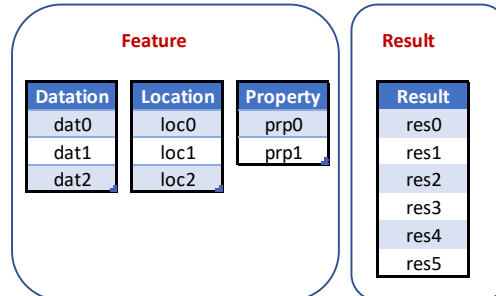 Feature
Result
Datation Location Property Result
dat0 loc0 prp0 res0
dat1 loc1 prp1 res1
dat2 loc2 res2
res3
res4
res5